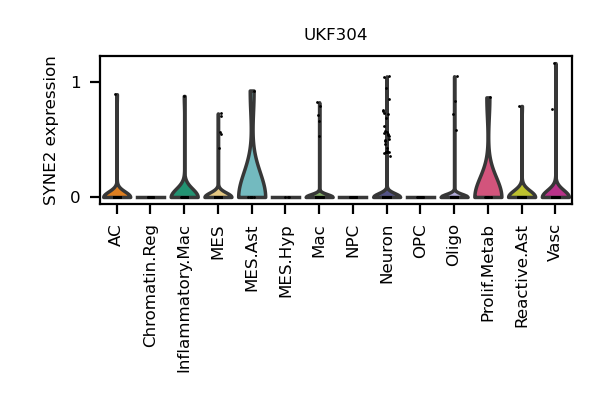 UKF304
SYNE2 expression
1
0
AC
Chromatin.Reg
Inflammatory.Mac
MES
MES.Ast
MES.Hyp
Mac
NPC
Neuron
OPC
Oligo
Prolif.Metab
Reactive.Ast
Vasc